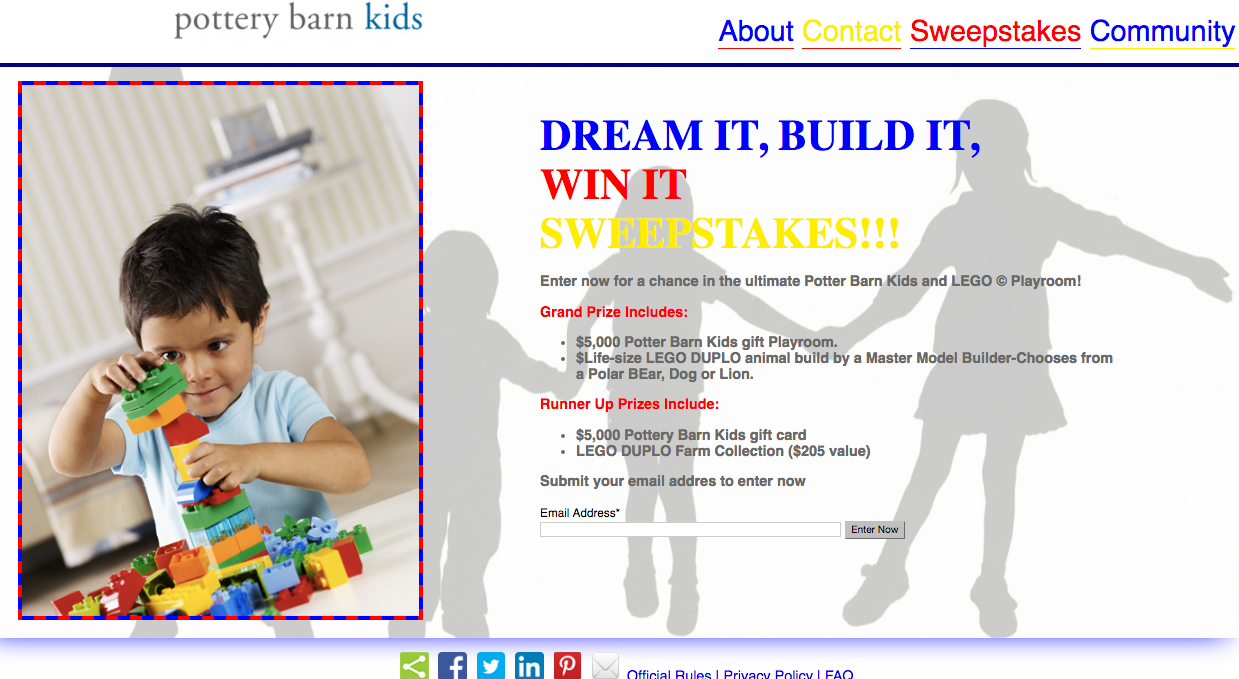 pottery barn kids
About Contact Sweepstakes Community
DREAM IT, BUILD IT,
WIN IT
SWEEPSTAKES!!!
Enter now for a chance in the ultimate Potter Barn Kids and LEGO © Playroom!
Grand Prize Includes:
• $5,000 Potter Barn Kids gift Playroom.
• $Life-size LEGO DUPLO animal build by a Master Model Builder-Chooses from
a Polar BEar, Dog or Lion.
Runner Up Prizes Include:
• $5,000 Pottery Barn Kids gift card
• LEGO DUPLO Farm Collection ($205 value)
Submit your email addres to enter now
Email Address*
Enter Now
Official Rules | Privacy Policy | FAQ